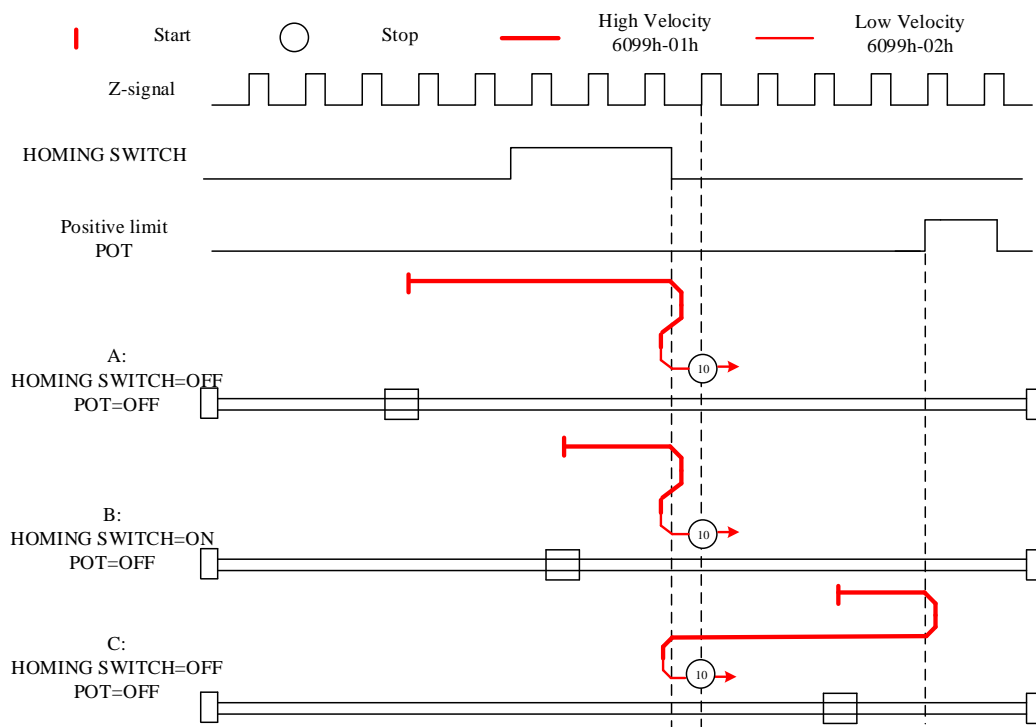 Start
Stop
High Velocity
6099h-01h
Low Velocity
6099h-02h
Z-signal
HOMING SWITCH
Positive limit
POT
A:
HOMING SWITCH=OFF
POT=OFF
10
B:
HOMING SWITCH=ON
POT=OFF
10
C:
HOMING SWITCH=OFF
POT=OFF
10